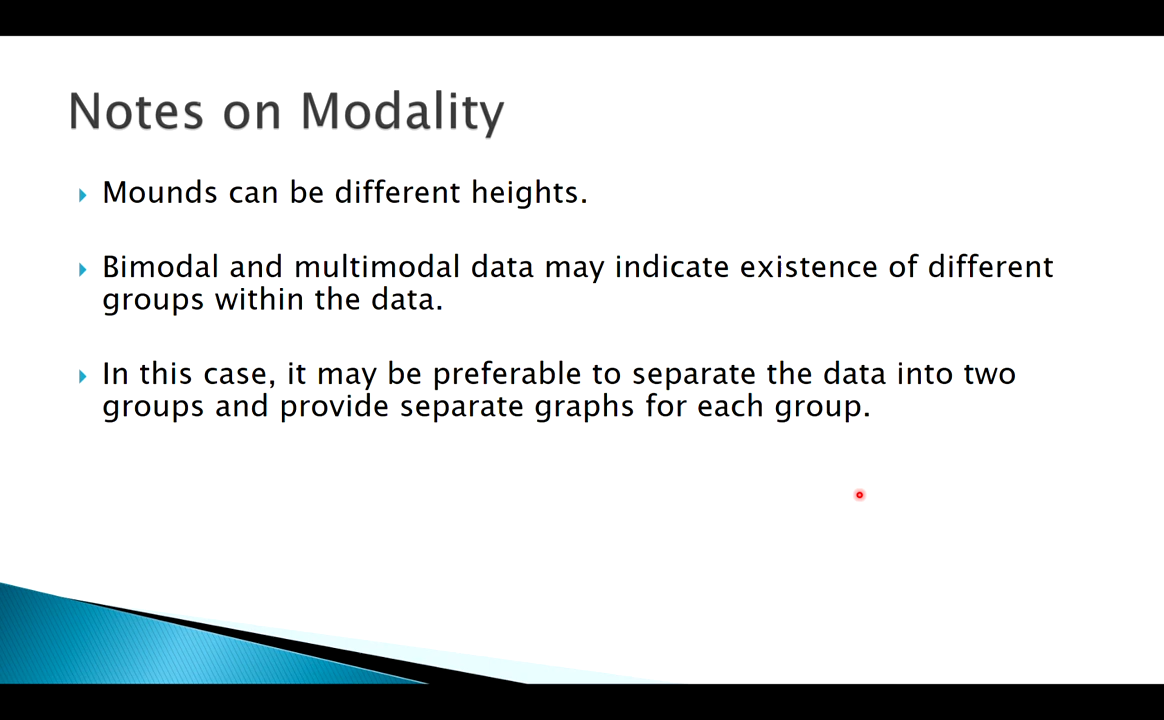 Notes on Modality
Mounds can be different heights.
Bimodal and multimodal data may indicate existence of different
groups within the data.
In this case, it may be preferable to separate the data into two
groups and provide separate graphs for each group.